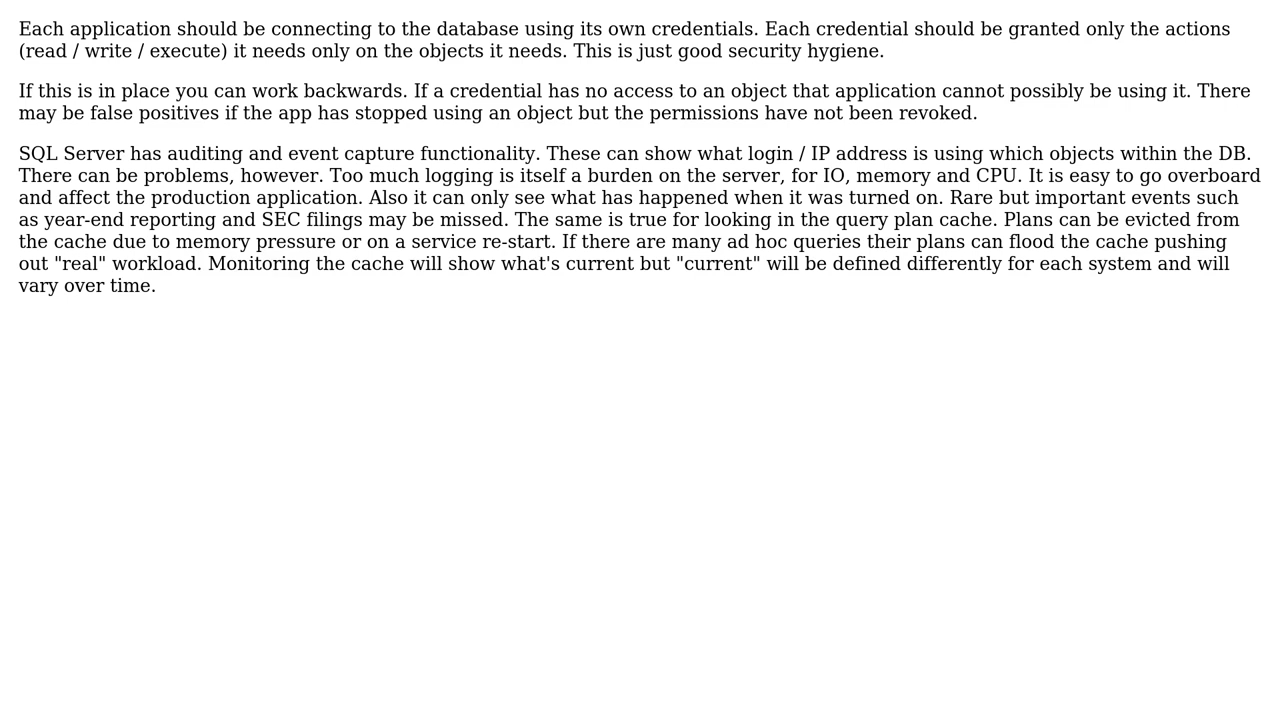 Each application should be connecting to the database using its own credentials. Each credential should be granted only the actions
(read / write / execute) it needs only on the objects it needs. This is just good security hygiene.
If this is in place you can work backwards. If a credential has no access to an object that application cannot possibly be using it. There
may be false positives if the app has stopped using an object but the permissions have not been revoked.
SQL Server has auditing and event capture functionality. These can show what login / IP address is using which objects within the DB.
There can be problems, however. Too much logging is itself a burden on the server, for IO, memory and CPU. It is easy to go overboard
and affect the production application. Also it can only see what has happened when it was turned on. Rare but important events such
as year-end reporting and SEC filings may be missed. The same is true for looking in the query plan cache. Plans can be evicted from
the cache due to memory pressure or on a service re-start. If there are many ad hoc queries their plans can flood the cache pushing
out "real" workload. Monitoring the cache will show what's current but "current" will be defined differently for each system and will
vary over time.